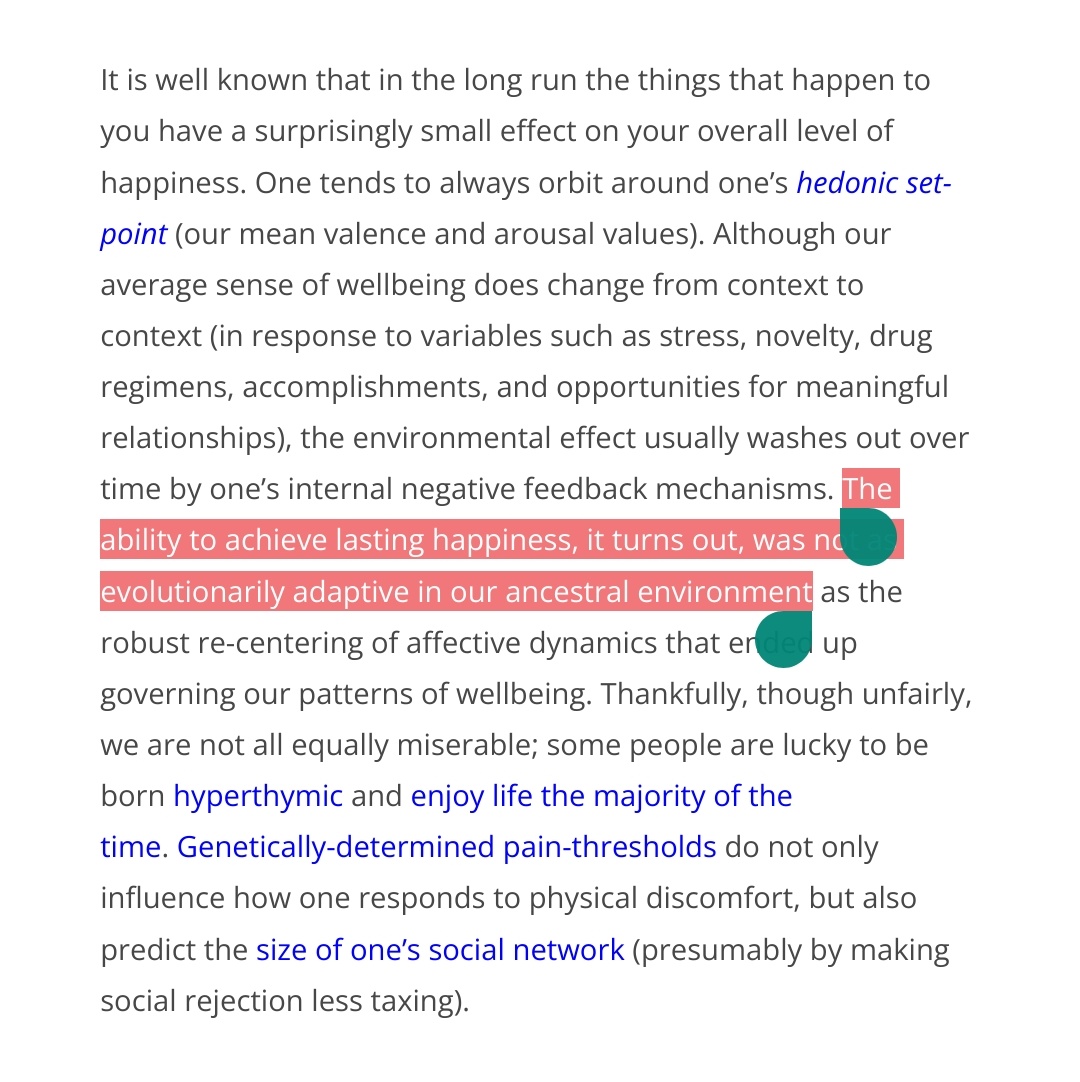 It is well known that in the long run the things that happen to
you have a surprisingly small effect on your overall level of
happiness. One tends to always orbit around one’s hedonic set-
point (our mean valence and arousal values). Although our
average sense of wellbeing does change from context to
context (in response to variables such as stress, novelty, drug
regimens, accomplishments, and opportunities for meaningful
relationships), the environmental effect usually washes out over
time by one’s internal negative feedback mechanisms. The
ability to achieve lasting happiness, it turns out, was not as
evolutionarily adaptive in our ancestral environment as the
robust re-centering of affective dynamics that ended up
governing our patterns of wellbeing. Thankfully, though unfairly,
we are not all equally miserable; some people are lucky to be
born hyperthymic and enjoy life the majority of the
time. Genetically-determined pain-thresholds do not only
influence how one responds to physical discomfort, but also
predict the size of one’s social network (presumably by making
social rejection less taxing).